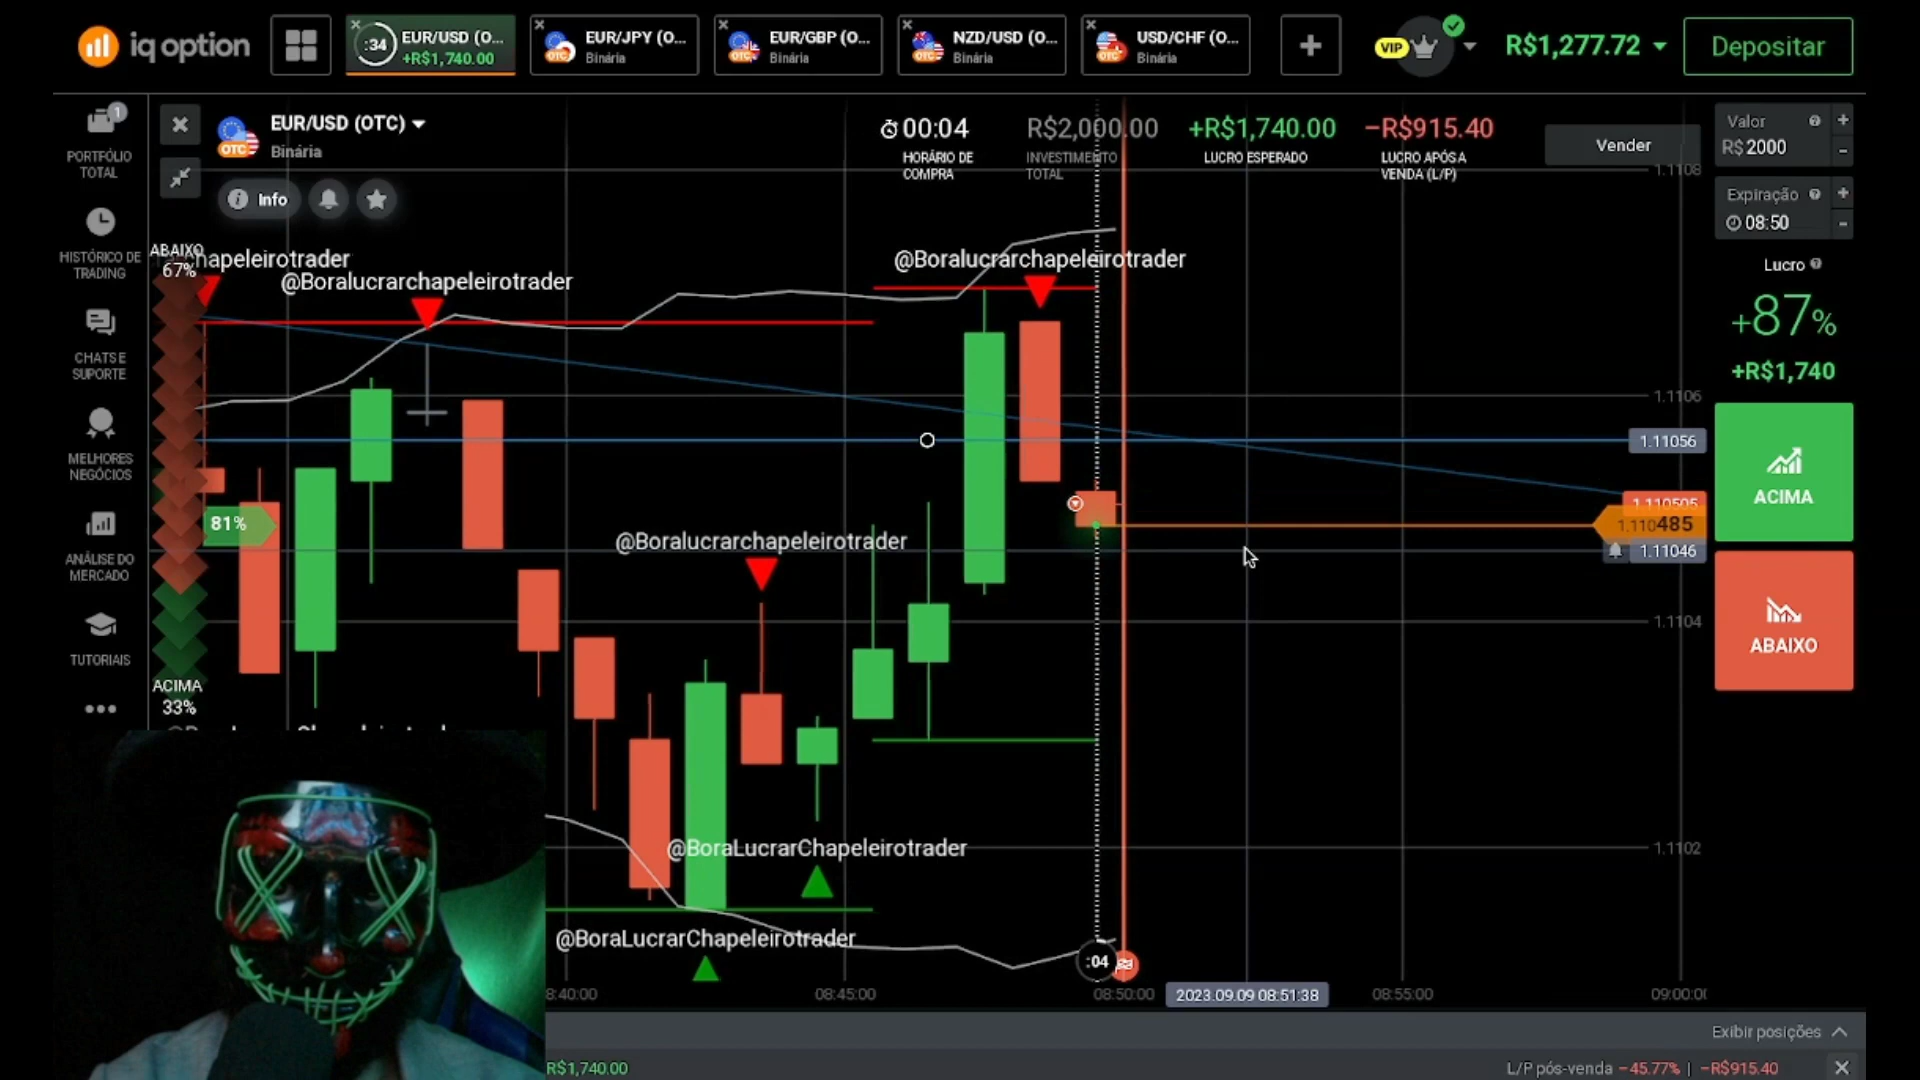 iq option
:34
EUR/USD (O...
+R$1,740.00
EUR/JPY (O...
Binária
OTC
EUR/GBP (O...
Binária
OTC
NZD/USD (O...
Binária
OTC
USD/CHF (O...
Binária
OTC
VIP
R$1,277.72
Depositar
1
PORTFÓLIO
TOTAL
HISTÓRICO DE
TRADING
CHATS E
SUPORTE
MELHORES
NEGÓCIOS
ANÁLISE DO
MERCADO
TUTORIAIS
EUR/USD (OTC)
OTC
Binária
Info
00:04
HORÁRIO DE
COMPRA
R$2,000.00
INVESTIMENTO
TOTAL
+R$1,740.00
LUCRO ESPERADO
−R$915.40
LUCRO APÓS A
VENDA (L/P)
Vender
Valor
R$ 2000
Expiração
08:50
Lucro
+87%
+R$1,740
ACIMA
ABAIXO
ABAIXO
67%
hapeleirotrader
@Boralucrarchapeleirotrader
@Boralucrarchapeleirotrader
@Boralucrarchapeleirotrader
@BoraLucrarChapeleirotrader
@BoraLucrarChapeleirotrader
81%
ACIMA
33%
1.1108
1.1106
1.11056
1.110505
1.110485
1.11046
1.1104
1.1102
:04
8:40:00
08:45:00
08:50:00
2023.09.09 08:51:38
08:55:00
09:00:0
Exibir posições
R$1,740.00
L/P pós-venda −45.77% | −R$915.40